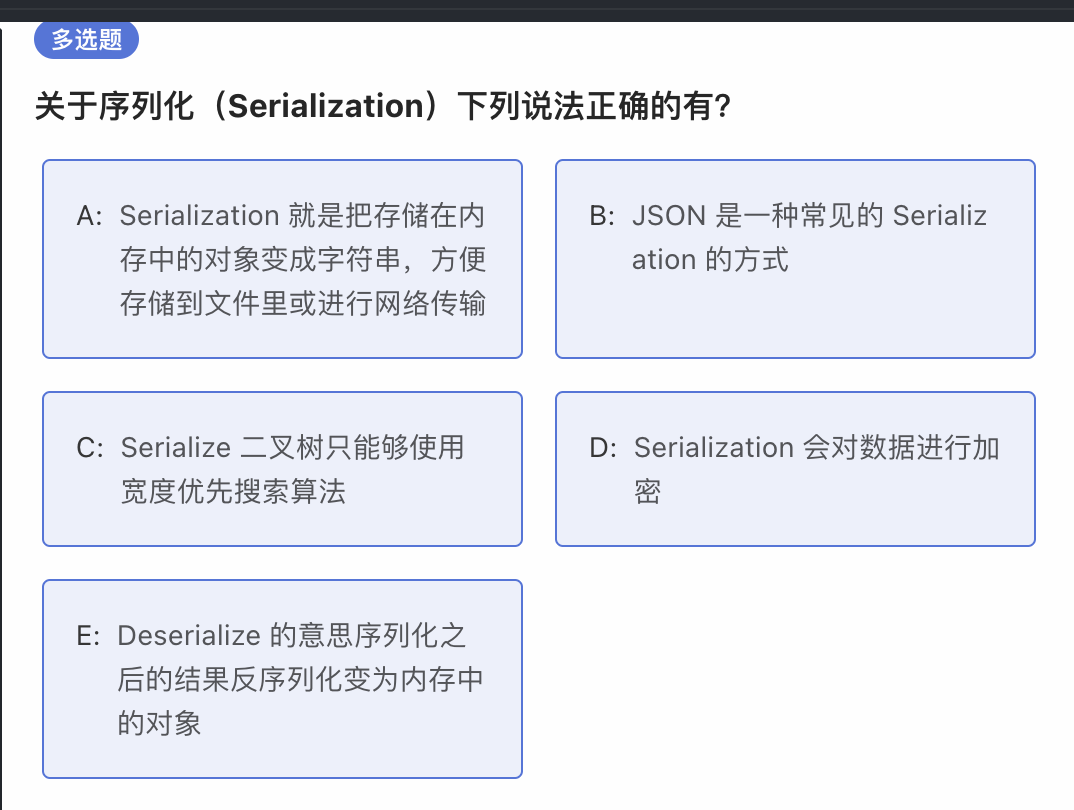 多选题
关于序列化（Serialization）下列说法正确的有?
A: Serialization 就是把存储在内
存中的对象变成字符串，方便
存储到文件里或进行网络传输
B: JSON 是一种常见的 Serializ
ation 的方式
C: Serialize 二叉树只能够使用
宽度优先搜索算法
D: Serialization 会对数据进行加
密
E: Deserialize 的意思序列化之
后的结果反序列化变为内存中
的对象